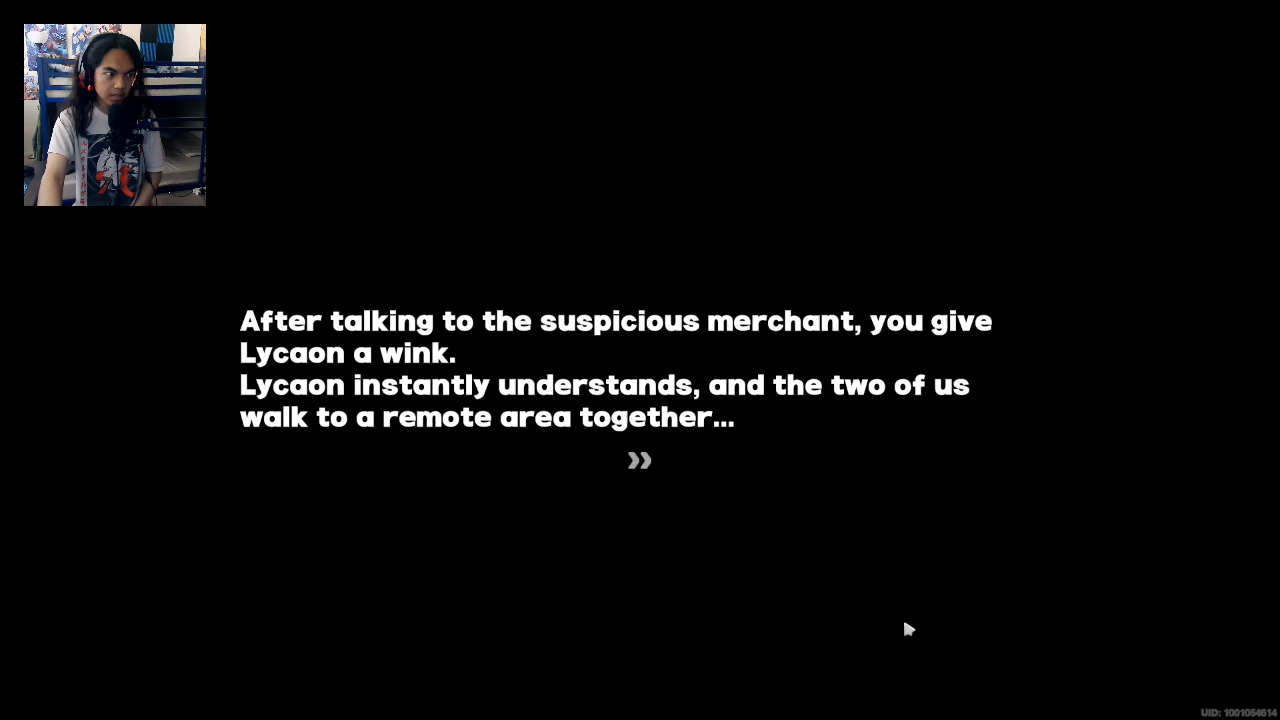 After talking to the suspicious merchant, you give
Lycaon a wink.
Lycaon instantly understands, and the two of us
walk to a remote area together...
UID: 1001054614